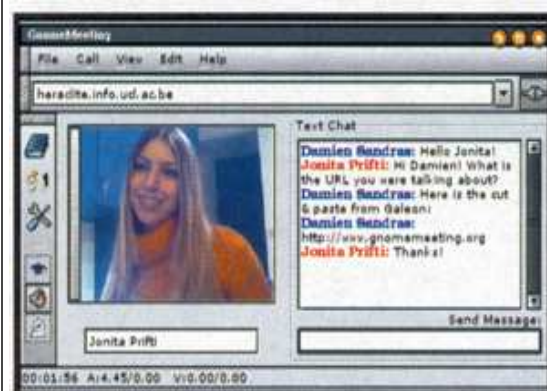 GnomeMeeting
File Call View Edit Help
heraclite.info.ud.ac.be
Text Chat
Damien Sandras: Hello Jonita!
Jonita Prifti: Hi Damien! What is
the URL you were talking about?
Damien Sandras: Here is the cut
& paste from Galeon:
Damien Sandras:
http://www.gnomemeeting.org
Jonita Prifti: Thanks!
Send Message:
Jonita Prifti
00:01:56 A:4.45/0.00 V:0.00/0.00